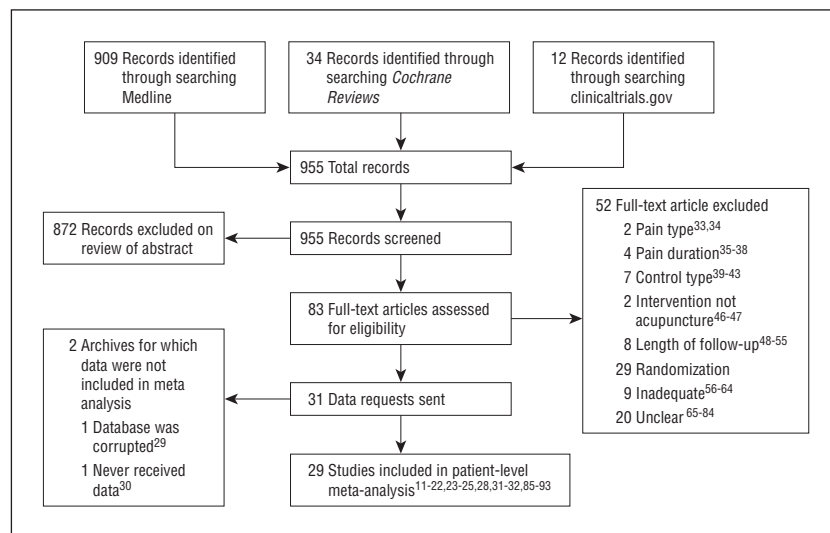 909 Records identified
through searching
Medline
34 Records identified through
searching Cochrane
Reviews
12 Records identified
through searching
clinicaltrials.gov
955 Total records
872 Records excluded on
review of abstract
955 Records screened
52 Full-text article excluded
2 Pain type33,34
4 Pain duration35-38
7 Control type39-43
2 Intervention not
acupuncture46-47
8 Length of follow-up48-55
29 Randomization
9 Inadequate56-64
20 Unclear65-84
83 Full-text articles assessed
for eligibility
2 Archives for which
data were not
included in meta
analysis
1 Database was
corrupted29
1 Never received
data30
31 Data requests sent
29 Studies included in patient-level
meta-analysis11-22,23-25,28,31-32,85-93